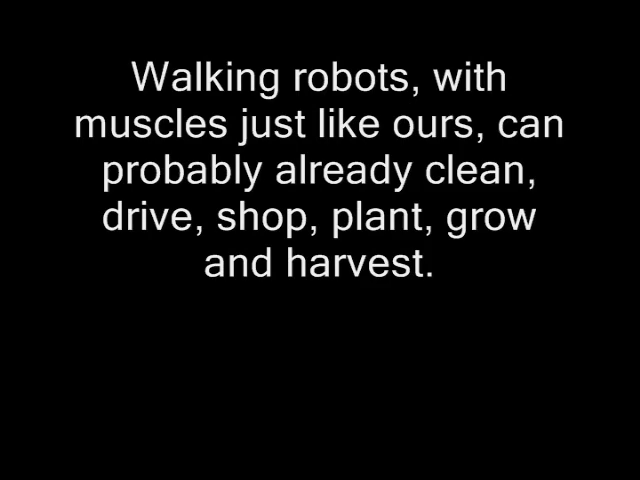 Walking robots, with
muscles just like ours, can
probably already clean,
drive, shop, plant, grow
and harvest.